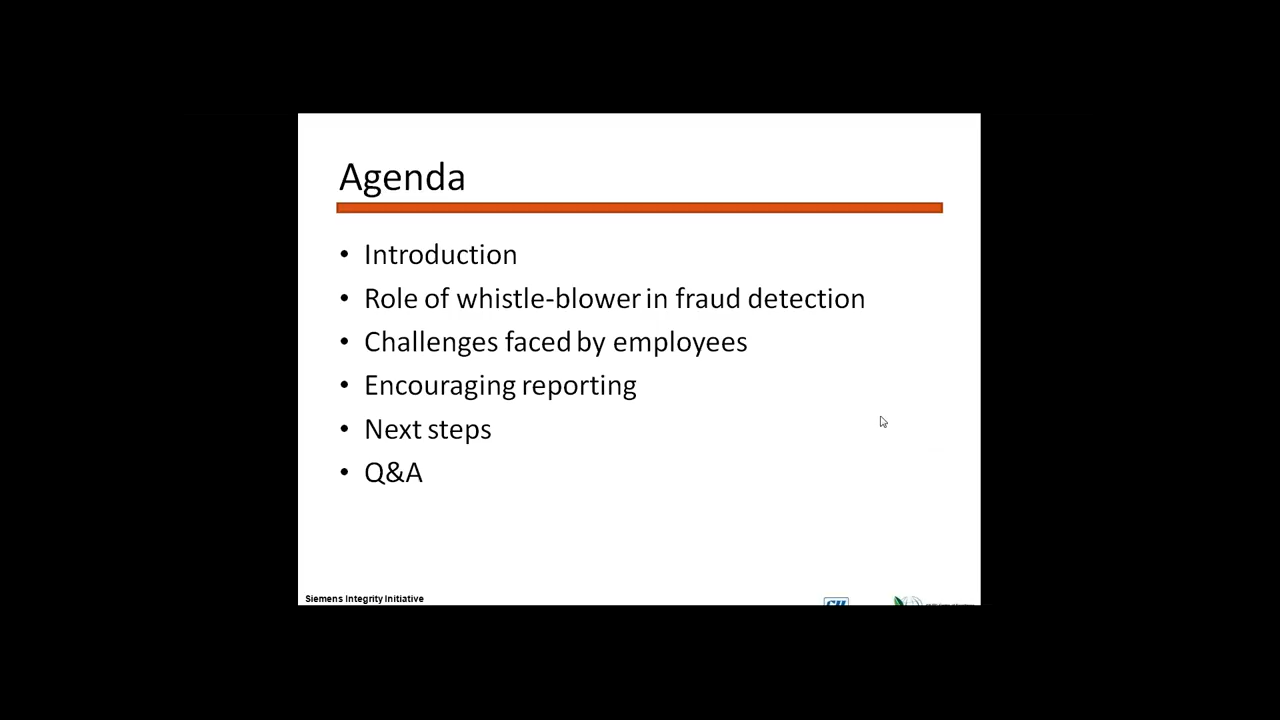 Agenda
• Introduction
• Role of whistle-blower in fraud detection
• Challenges faced by employees
• Encouraging reporting
• Next steps
• Q&A
Siemens Integrity Initiative